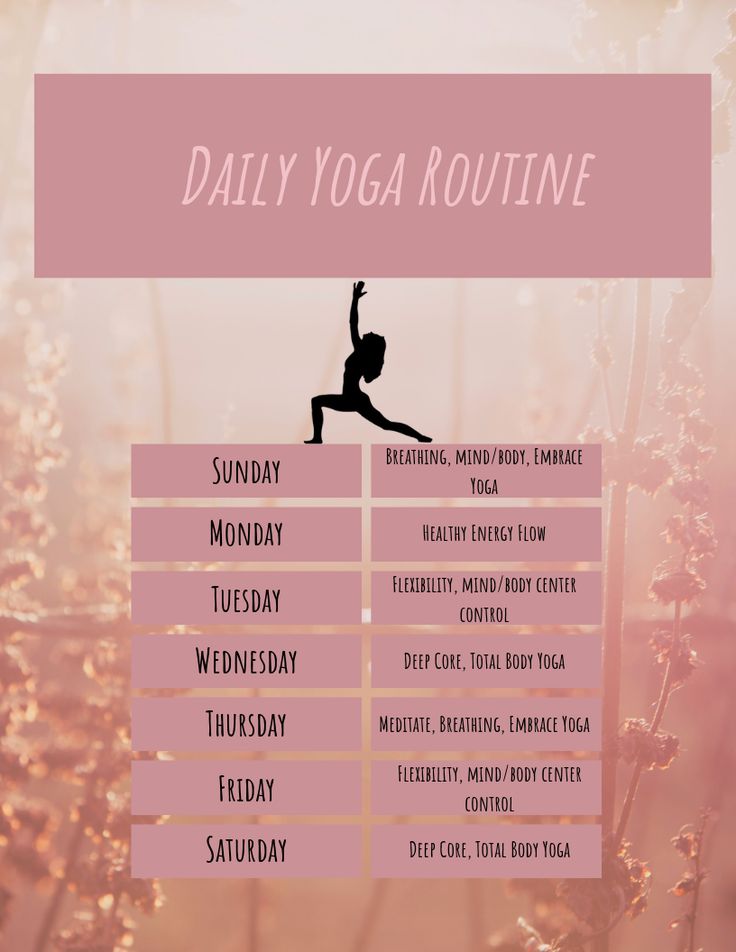 Daily Yoga Routine
Sunday
Breathing, mind/body, Embrace
Yoga
Monday
Healthy Energy Flow
Tuesday
Flexibility, mind/body center
control
Wednesday
Deep Core, Total Body Yoga
Thursday
Meditate, Breathing, Embrace Yoga
Friday
Flexibility, mind/body center
control
Saturday
Deep Core, Total Body Yoga